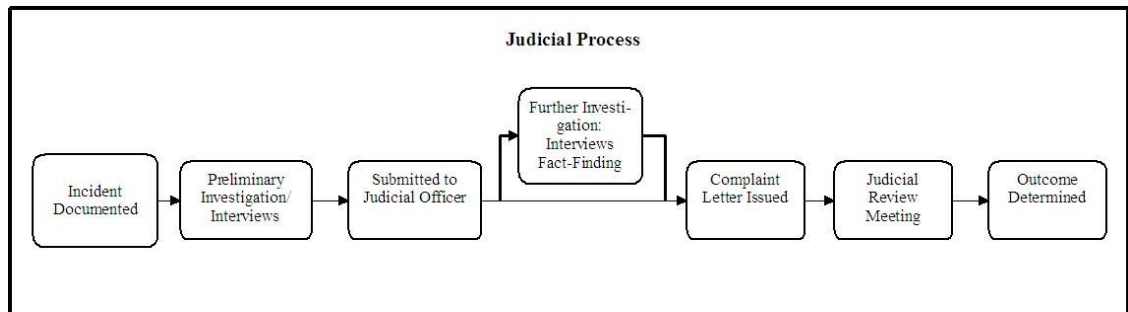 Judicial Process
Incident
Documented
Preliminary
Investigation/
Interviews
Submitted to
Judicial Officer
Further Investi-
gation:
Interviews
Fact-Finding
Complaint
Letter Issued
Judicial
Review
Meeting
Outcome
Determined